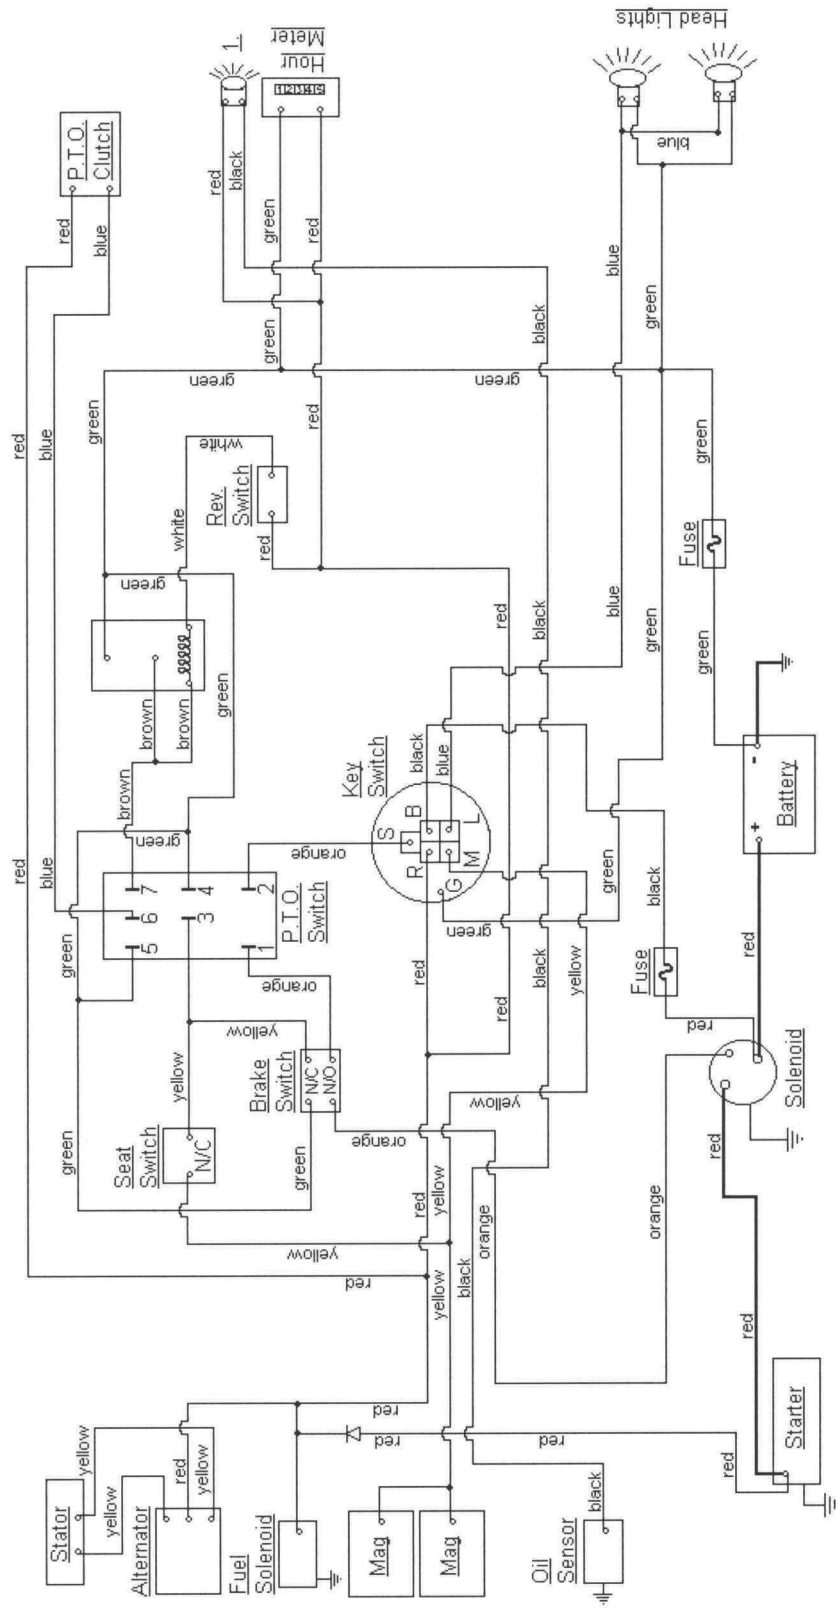 red
red
blue
blue
Stator
green
green
red
P.T.O.
Clutch
blue
yellow
yellow
green
green
brown
7
6
5
Seat
Switch
N/C
Alternator
brown
green
yellow
red
yellow
yellow
brown
white
4
3
white
green
green
2
1
P.T.O.
Switch
green
red
black
1.
Fuel
Solenoid
Brake
Switch
N/C
N/O
yellow
orange
Rev.
Switch
red
green
green
12345
Hour
Meter
red
red
green
yellow
orange
Key
Switch
S
R
B
G
M
L
orange
red
red
red
black
yellow
yellow
blue
Mag
Mag
black
red
red
orange
red
green
green
yellow
Oil
Sensor
black
black
black
black
red
red
yellow
green
blue
blue
Fuse
black
green
green
orange
red
blue
Head Lights
Fuse
green
green
red
red
red
red
Starter
Solenoid
Battery
+
-